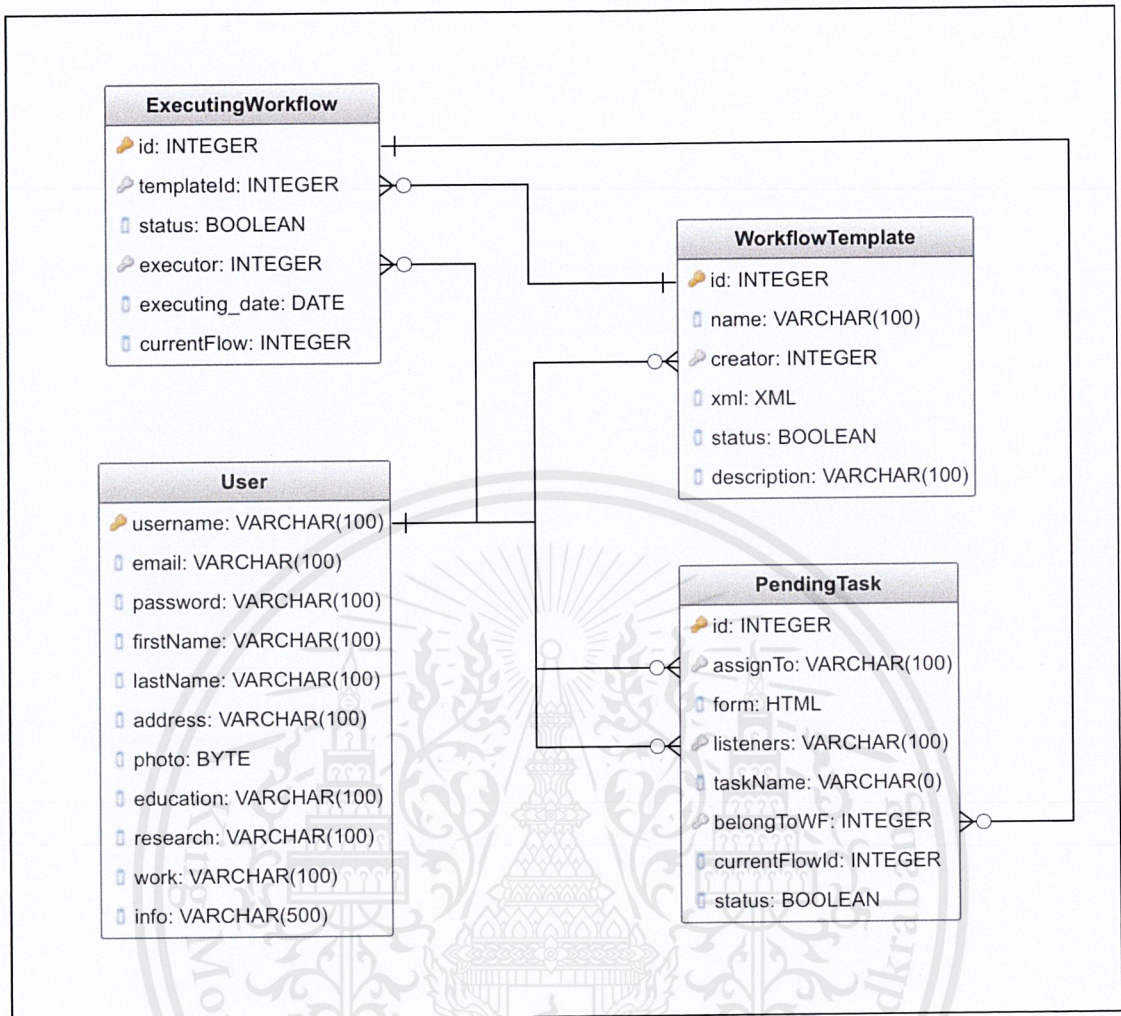 ExecutingWorkflow
id: INTEGER
templateId: INTEGER
status: BOOLEAN
executor: INTEGER
executing_date: DATE
currentFlow: INTEGER
WorkflowTemplate
id: INTEGER
name: VARCHAR(100)
creator: INTEGER
xml: XML
status: BOOLEAN
description: VARCHAR(100)
User
username: VARCHAR(100)
email: VARCHAR(100)
password: VARCHAR(100)
firstName: VARCHAR(100)
lastName: VARCHAR(100)
address: VARCHAR(100)
photo: BYTE
education: VARCHAR(100)
research: VARCHAR(100)
work: VARCHAR(100)
info: VARCHAR(500)
PendingTask
id: INTEGER
assignTo: VARCHAR(100)
form: HTML
listeners: VARCHAR(100)
taskName: VARCHAR(0)
belongToWF: INTEGER
currentFlowId: INTEGER
status: BOOLEAN